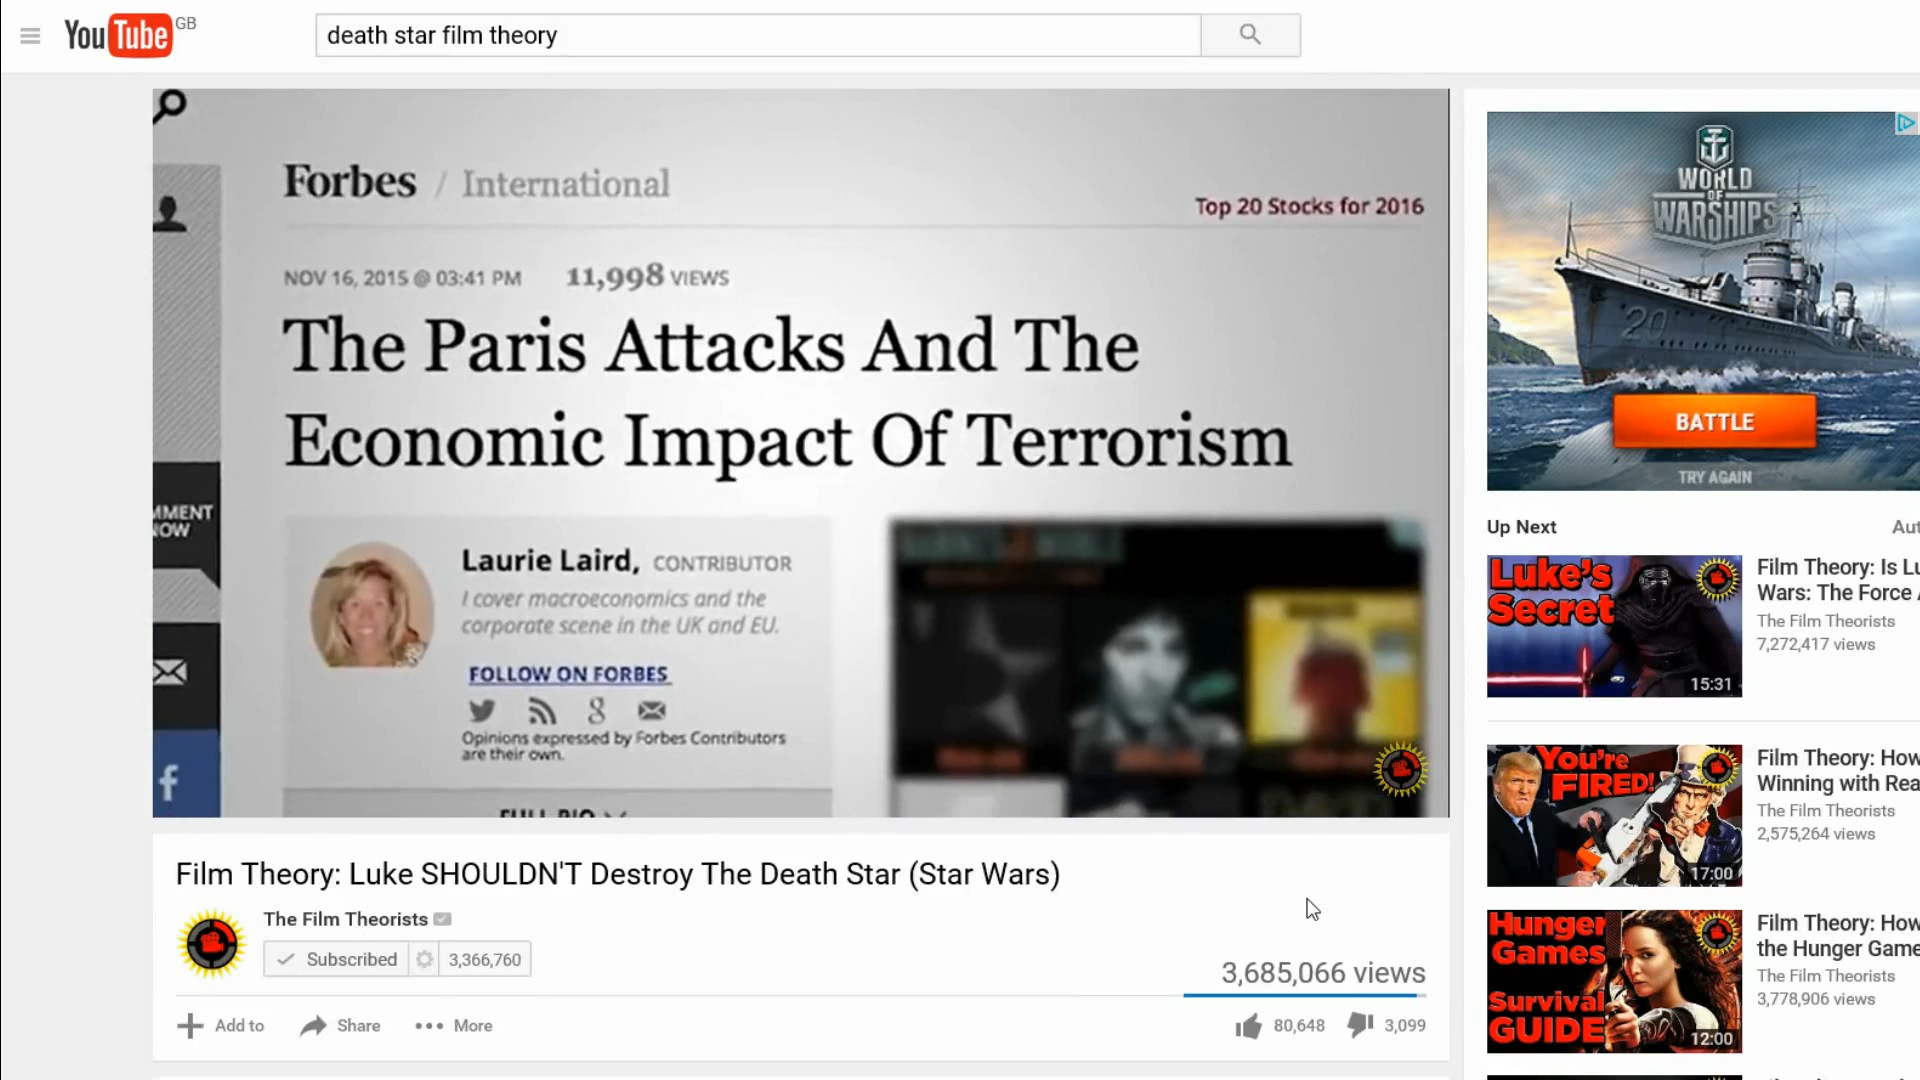 YouTube GB
death star film theory
Forbes / International
Top 20 Stocks for 2016
NOV 16, 2015 @ 03:41 PM 11,998 VIEWS
The Paris Attacks And The
Economic Impact Of Terrorism
MMENT
NOW
Laurie Laird, CONTRIBUTOR
I cover macroeconomics and the
corporate scene in the UK and EU.
FOLLOW ON FORBES
Opinions expressed by Forbes Contributors
are their own.
FULL BIO
Film Theory: Luke SHOULDN'T Destroy The Death Star (Star Wars)
The Film Theorists
Subscribed 3,366,760
3,685,066 views
Add to Share More
80,648 3,099
WORLD
OF
WARSHIPS
20
BATTLE
TRY AGAIN
Up Next Aut
Luke's
Secret
15:31
Film Theory: Is Lu
Wars: The Force
The Film Theorists
7,272,417 views
You're
FIRED!
17:00
Film Theory: How
Winning with Rea
The Film Theorists
2,575,264 views
Hunger
Games
Survival
GUIDE
12:00
Film Theory: How
the Hunger Game
The Film Theorists
3,778,906 views